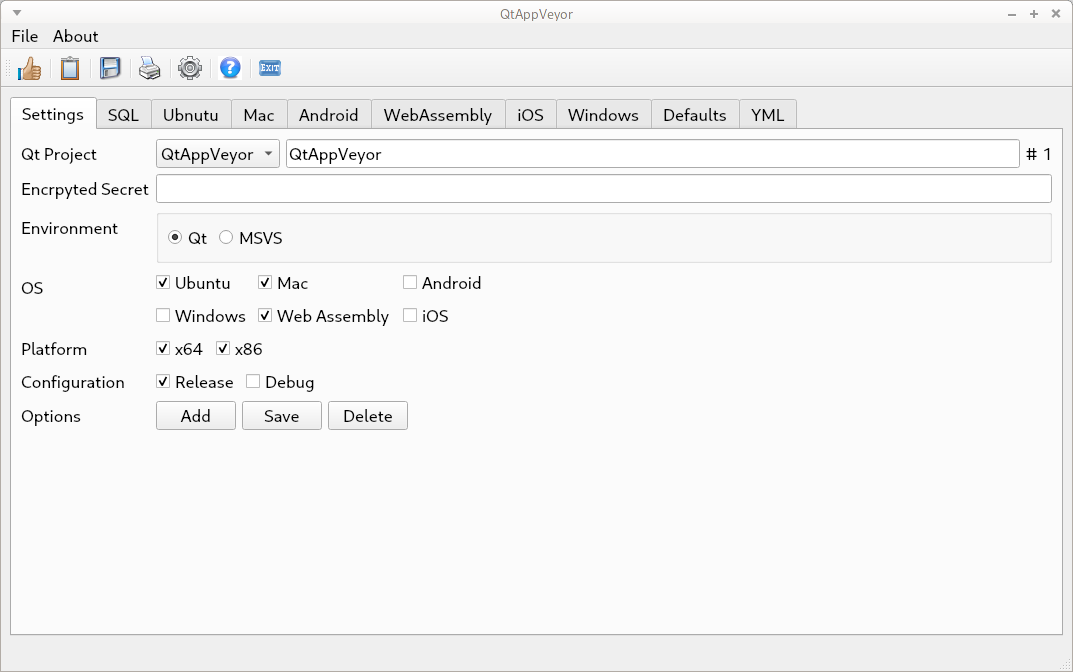 QtAppVeyor
File About
EXIT
Settings SQL Ubnutu Mac Android WebAssembly iOS Windows Defaults YML
Qt Project QtAppVeyor QtAppVeyor # 1
Encrpyted Secret
Environment Qt MSVS
OS Ubuntu Mac Android
Windows Web Assembly iOS
Platform x64 x86
Configuration Release Debug
Options Add Save Delete